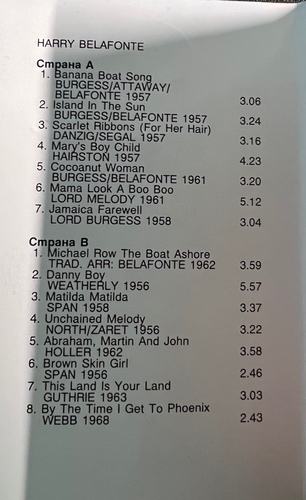 HARRY BELAFONTE
Страна А
1. Banana Boat Song
BURGESS/ATTAWAY/
BELAFONTE 1957 3.06
2. Island In The Sun
BURGESS/BELAFONTE 1957 3.24
3. Scarlet Ribbons (For Her Hair)
DANZIG/SEGAL 1957 3.16
4. Mary's Boy Child
HAIRSTON 1957 4.23
5. Cocoanut Woman
BURGESS/BELAFONTE 1961 3.20
6. Mama Look A Boo Boo
LORD MELODY 1961 5.12
7. Jamaica Farewell
LORD BURGESS 1958 3.04
Страна В
1. Michael Row The Boat Ashore
TRAD. ARR: BELAFONTE 1962 3.59
2. Danny Boy
WEATHERLY 1956 5.57
3. Matilda Matilda
SPAN 1958 3.37
4. Unchained Melody
NORTH/ZARET 1956 3.22
5. Abraham, Martin And John
HOLLER 1962 3.58
6. Brown Skin Girl
SPAN 1956 2.46
7. This Land Is Your Land
GUTHRIE 1963 3.03
8. By The Time I Get To Phoenix
WEBB 1968 2.43